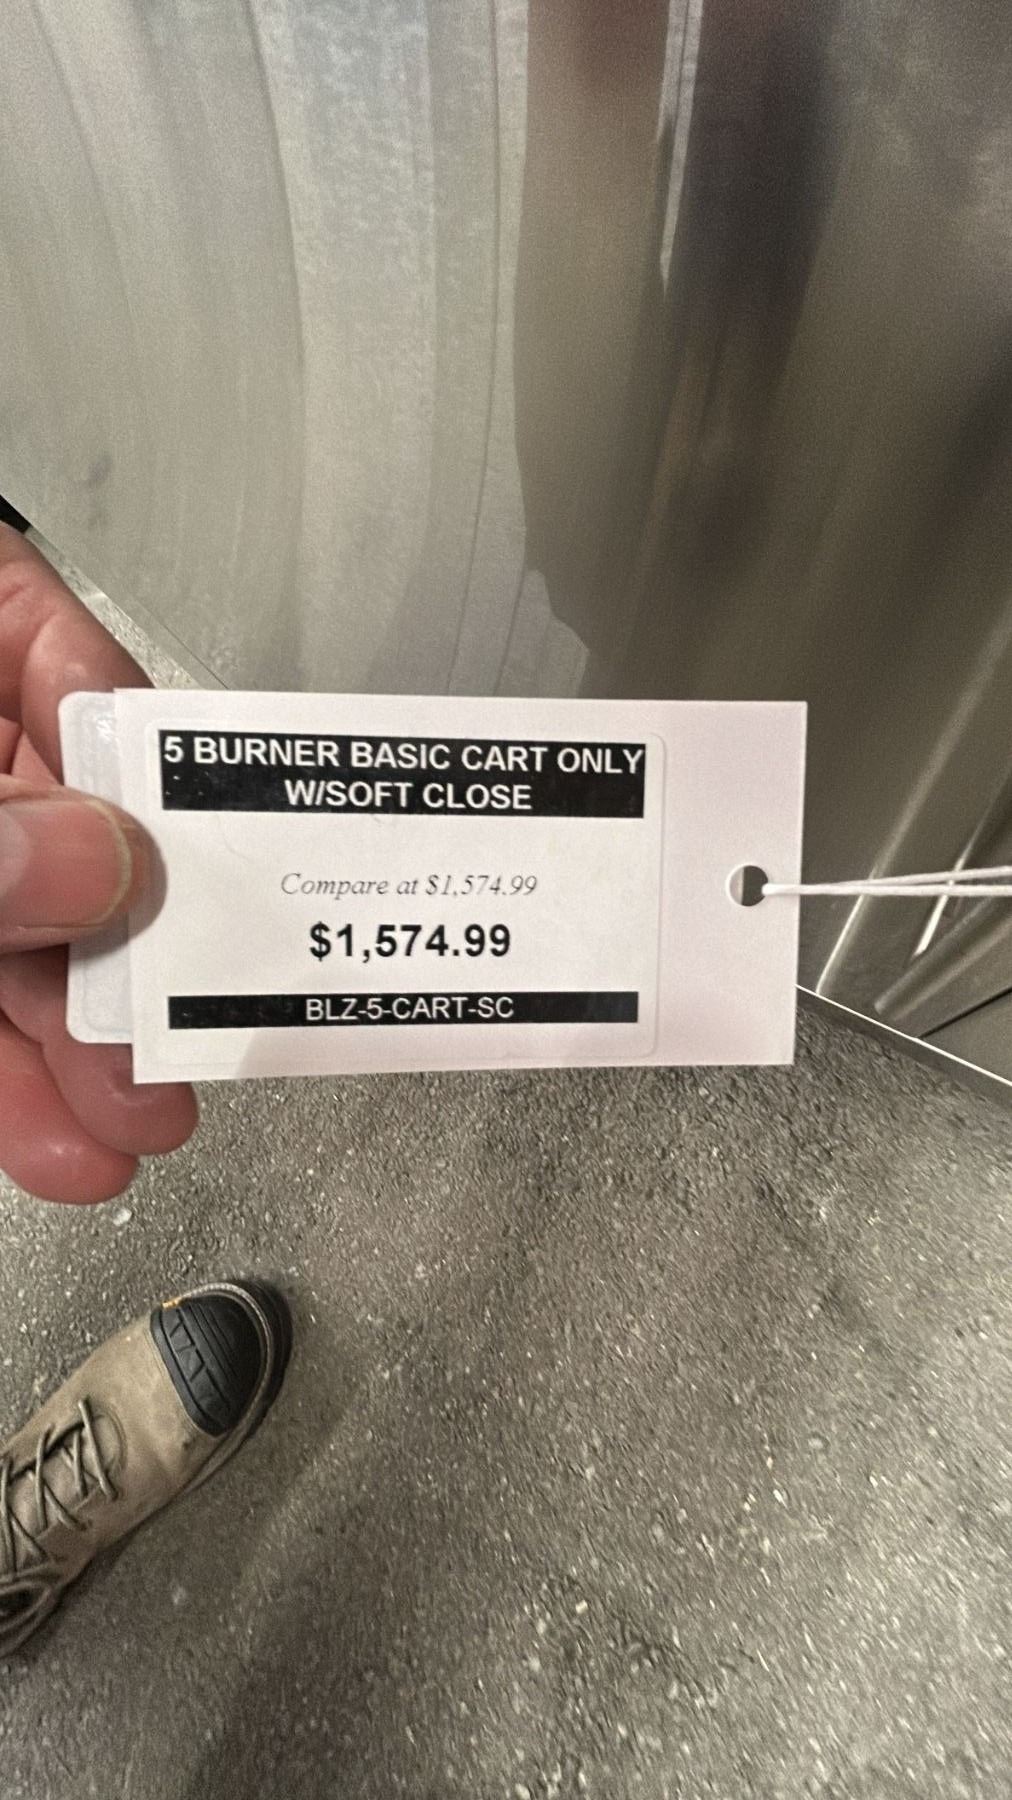 5 BURNER BASIC CART ONLY
W/SOFT CLOSE
Compare at $1,574.99
$1,574.99
BLZ-5-CART-SC